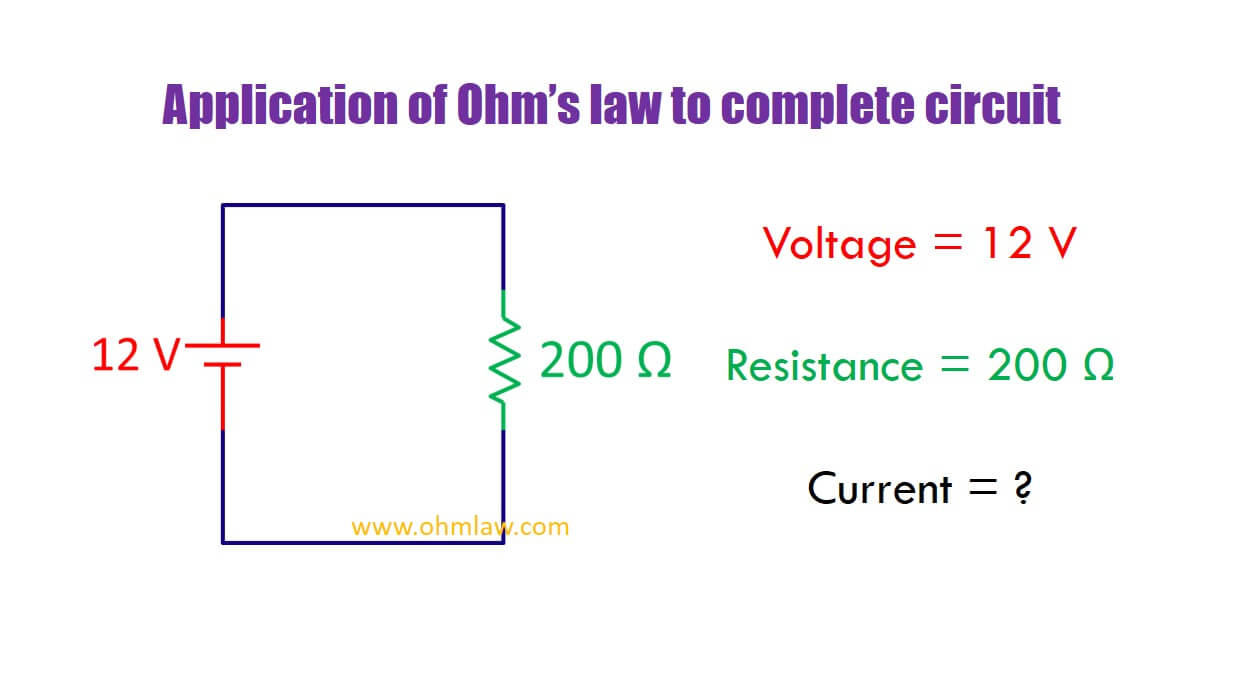 Application of Ohm’s law to complete circuit
Voltage = 12 V
12 V
200 Ω
Resistance = 200 Ω
Current = ?
www.ohmlaw.com